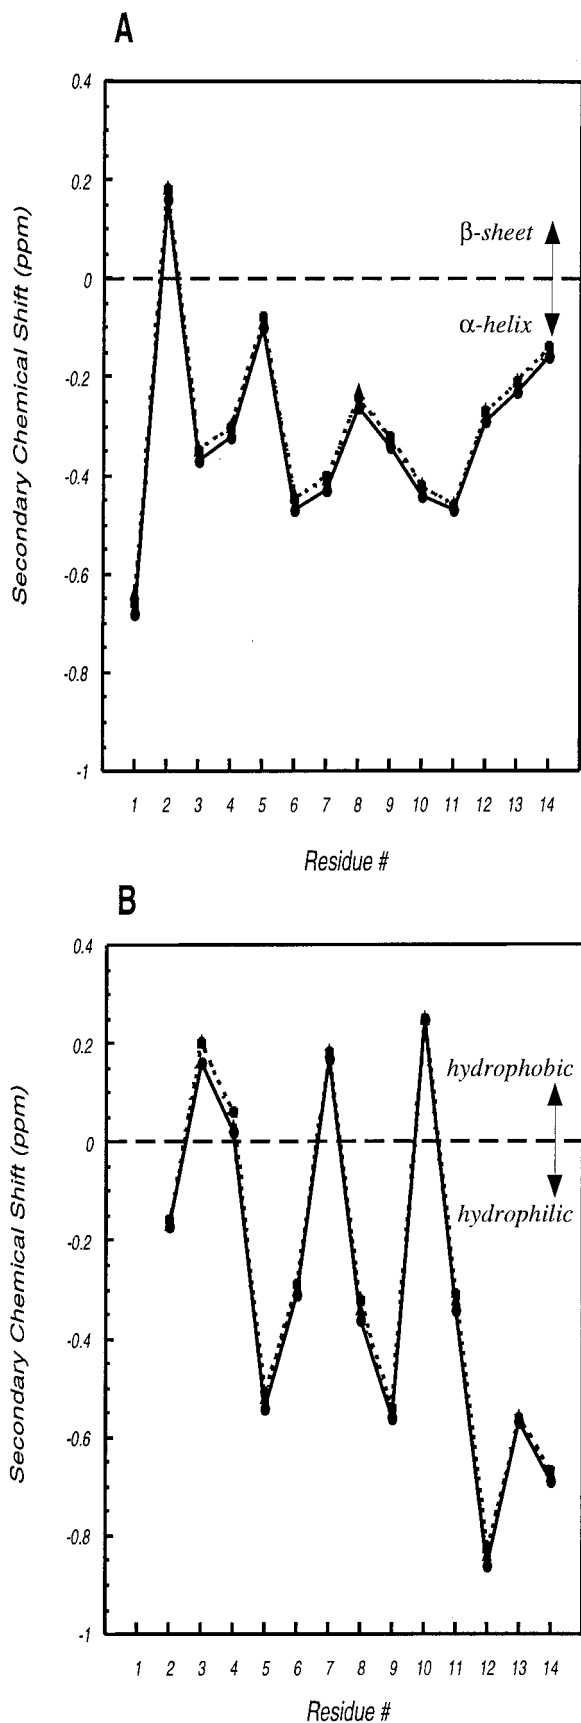 A
Secondary Chemical Shift (ppm)
0.4
0.2
0
-0.2
-0.4
-0.6
-0.8
-1
β-sheet
α-helix
1 2 3 4 5 6 7 8 9 10 11 12 13 14
Residue #
B
Secondary Chemical Shift (ppm)
0.4
0.2
0
-0.2
-0.4
-0.6
-0.8
-1
hydrophobic
hydrophilic
1 2 3 4 5 6 7 8 9 10 11 12 13 14
Residue #